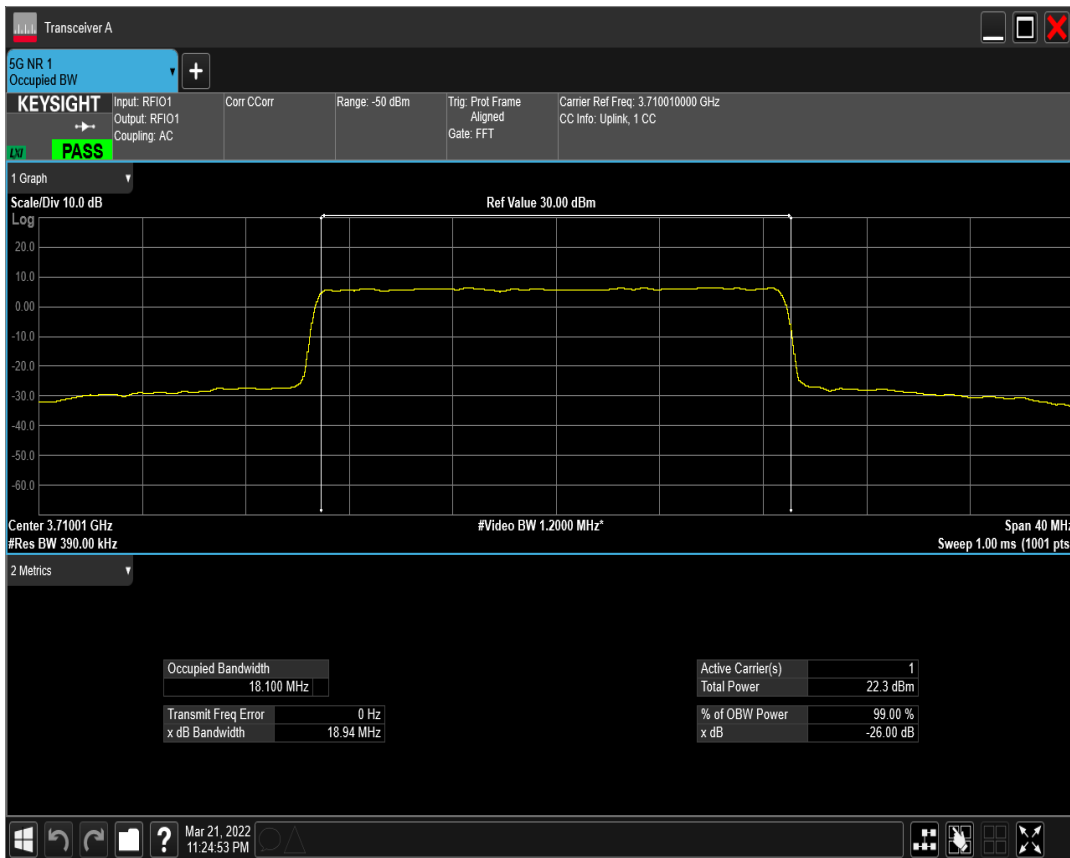 Transceiver A
5G NR 1
Occupied BW
KEYSIGHT
LXI
PASS
Input: RFIO1
Output: RFIO1
Coupling: AC
Corr CCorr
Range: -50 dBm
Trig: Prot Frame
Aligned
Gate: FFT
Carrier Ref Freq: 3.710010000 GHz
CC Info: Uplink, 1 CC
1 Graph
Scale/Div 10.0 dB
Ref Value 30.00 dBm
Log
20.0
10.0
0.00
-10.0
-20.0
-30.0
-40.0
-50.0
-60.0
Center 3.71001 GHz
#Video BW 1.2000 MHz*
Span 40 MHz
#Res BW 390.00 kHz
Sweep 1.00 ms (1001 pts
2 Metrics
Occupied Bandwidth
18.100 MHz
Transmit Freq Error 0 Hz
x dB Bandwidth 18.94 MHz
Active Carrier(s) 1
Total Power 22.3 dBm
% of OBW Power 99.00 %
x dB -26.00 dB
?
Mar 21, 2022
11:24:53 PM